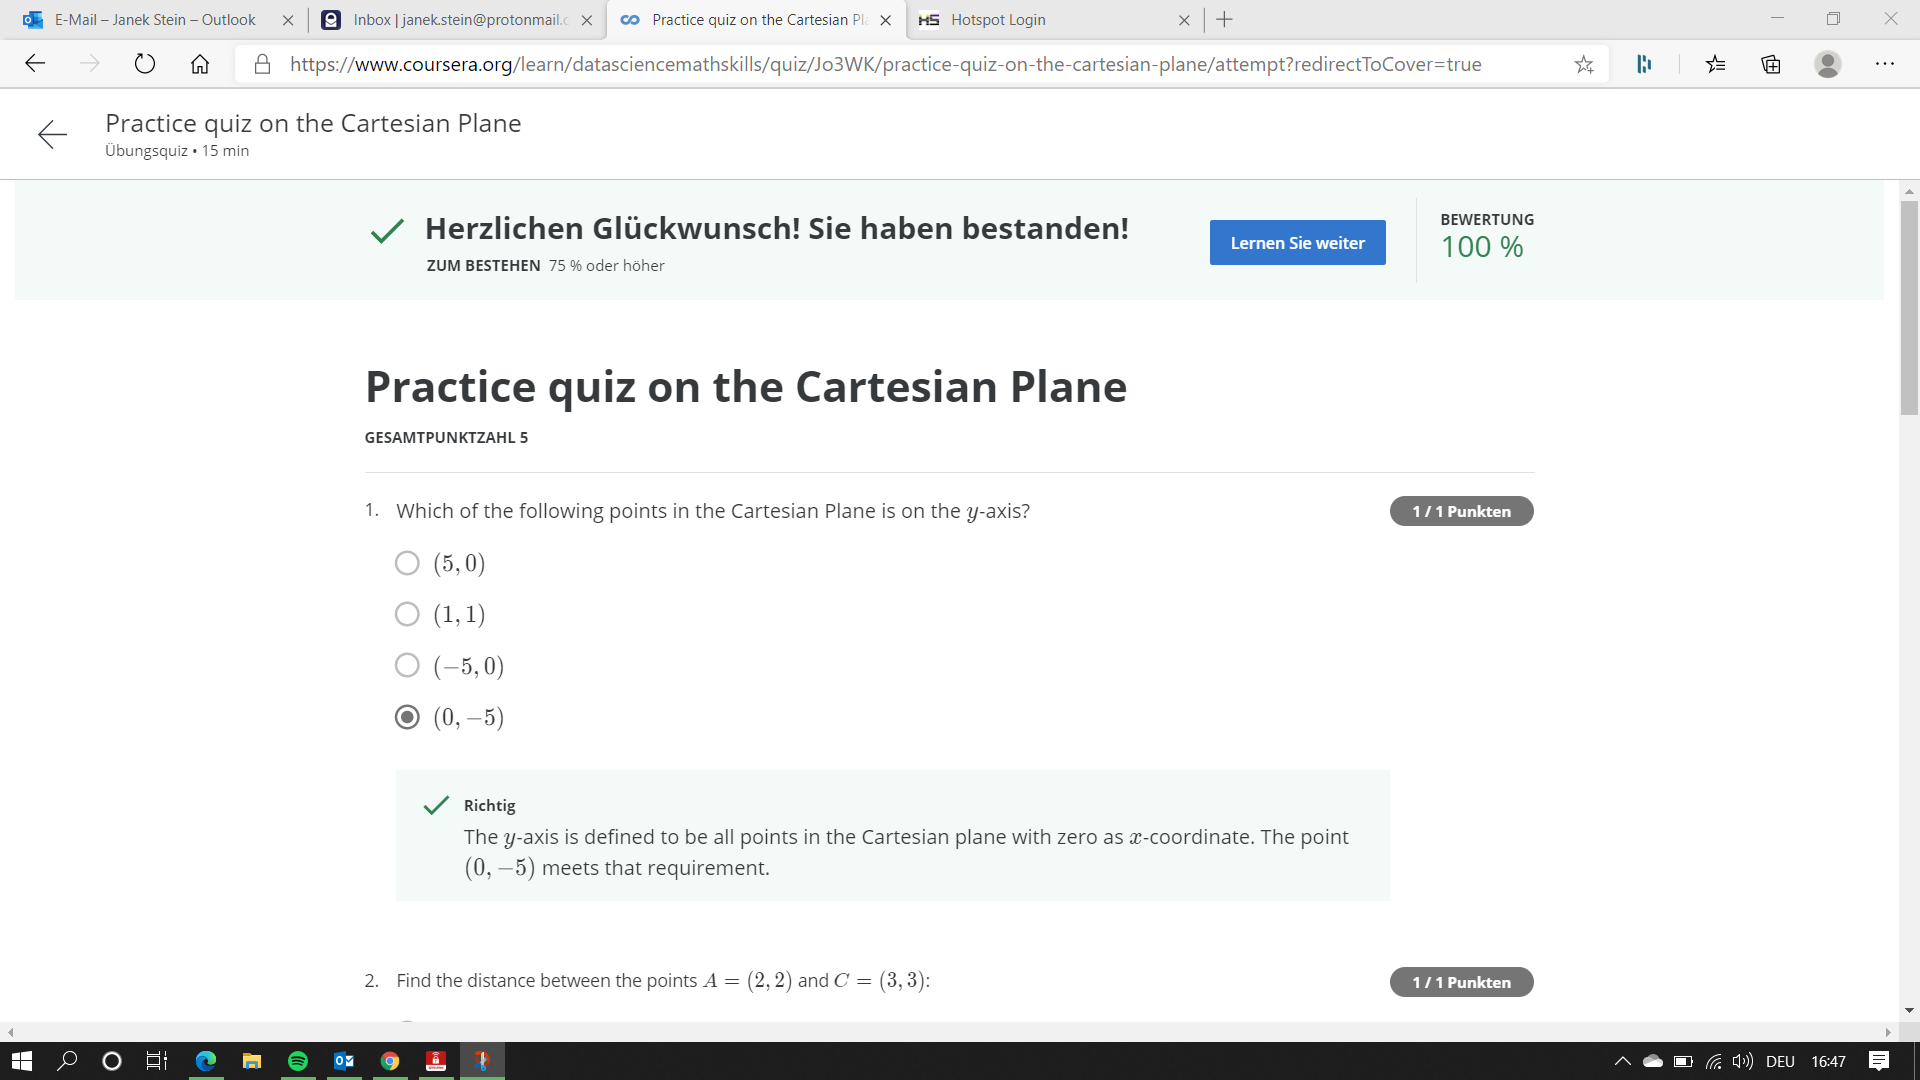 E-Mail – Janek Stein – Outlook
Inbox | janek.stein@protonmail.c
Practice quiz on the Cartesian Pla
Hotspot Login
https://www.coursera.org/learn/datasciencemathskills/quiz/Jo3WK/practice-quiz-on-the-cartesian-plane/attempt?redirectToCover=true
Practice quiz on the Cartesian Plane
Übungsquiz • 15 min
Herzlichen Glückwunsch! Sie haben bestanden!
ZUM BESTEHEN 75 % oder höher
Lernen Sie weiter
BEWERTUNG
100 %
Practice quiz on the Cartesian Plane
GESAMTPUNKTZAHL 5
1. Which of the following points in the Cartesian Plane is on the y-axis?
1 / 1 Punkten
(5, 0)
(1, 1)
(−5, 0)
(0, −5)
Richtig
The y-axis is defined to be all points in the Cartesian plane with zero as x-coordinate. The point
(0, −5) meets that requirement.
2. Find the distance between the points A = (2, 2) and C = (3, 3):
1 / 1 Punkten
DEU
16:47